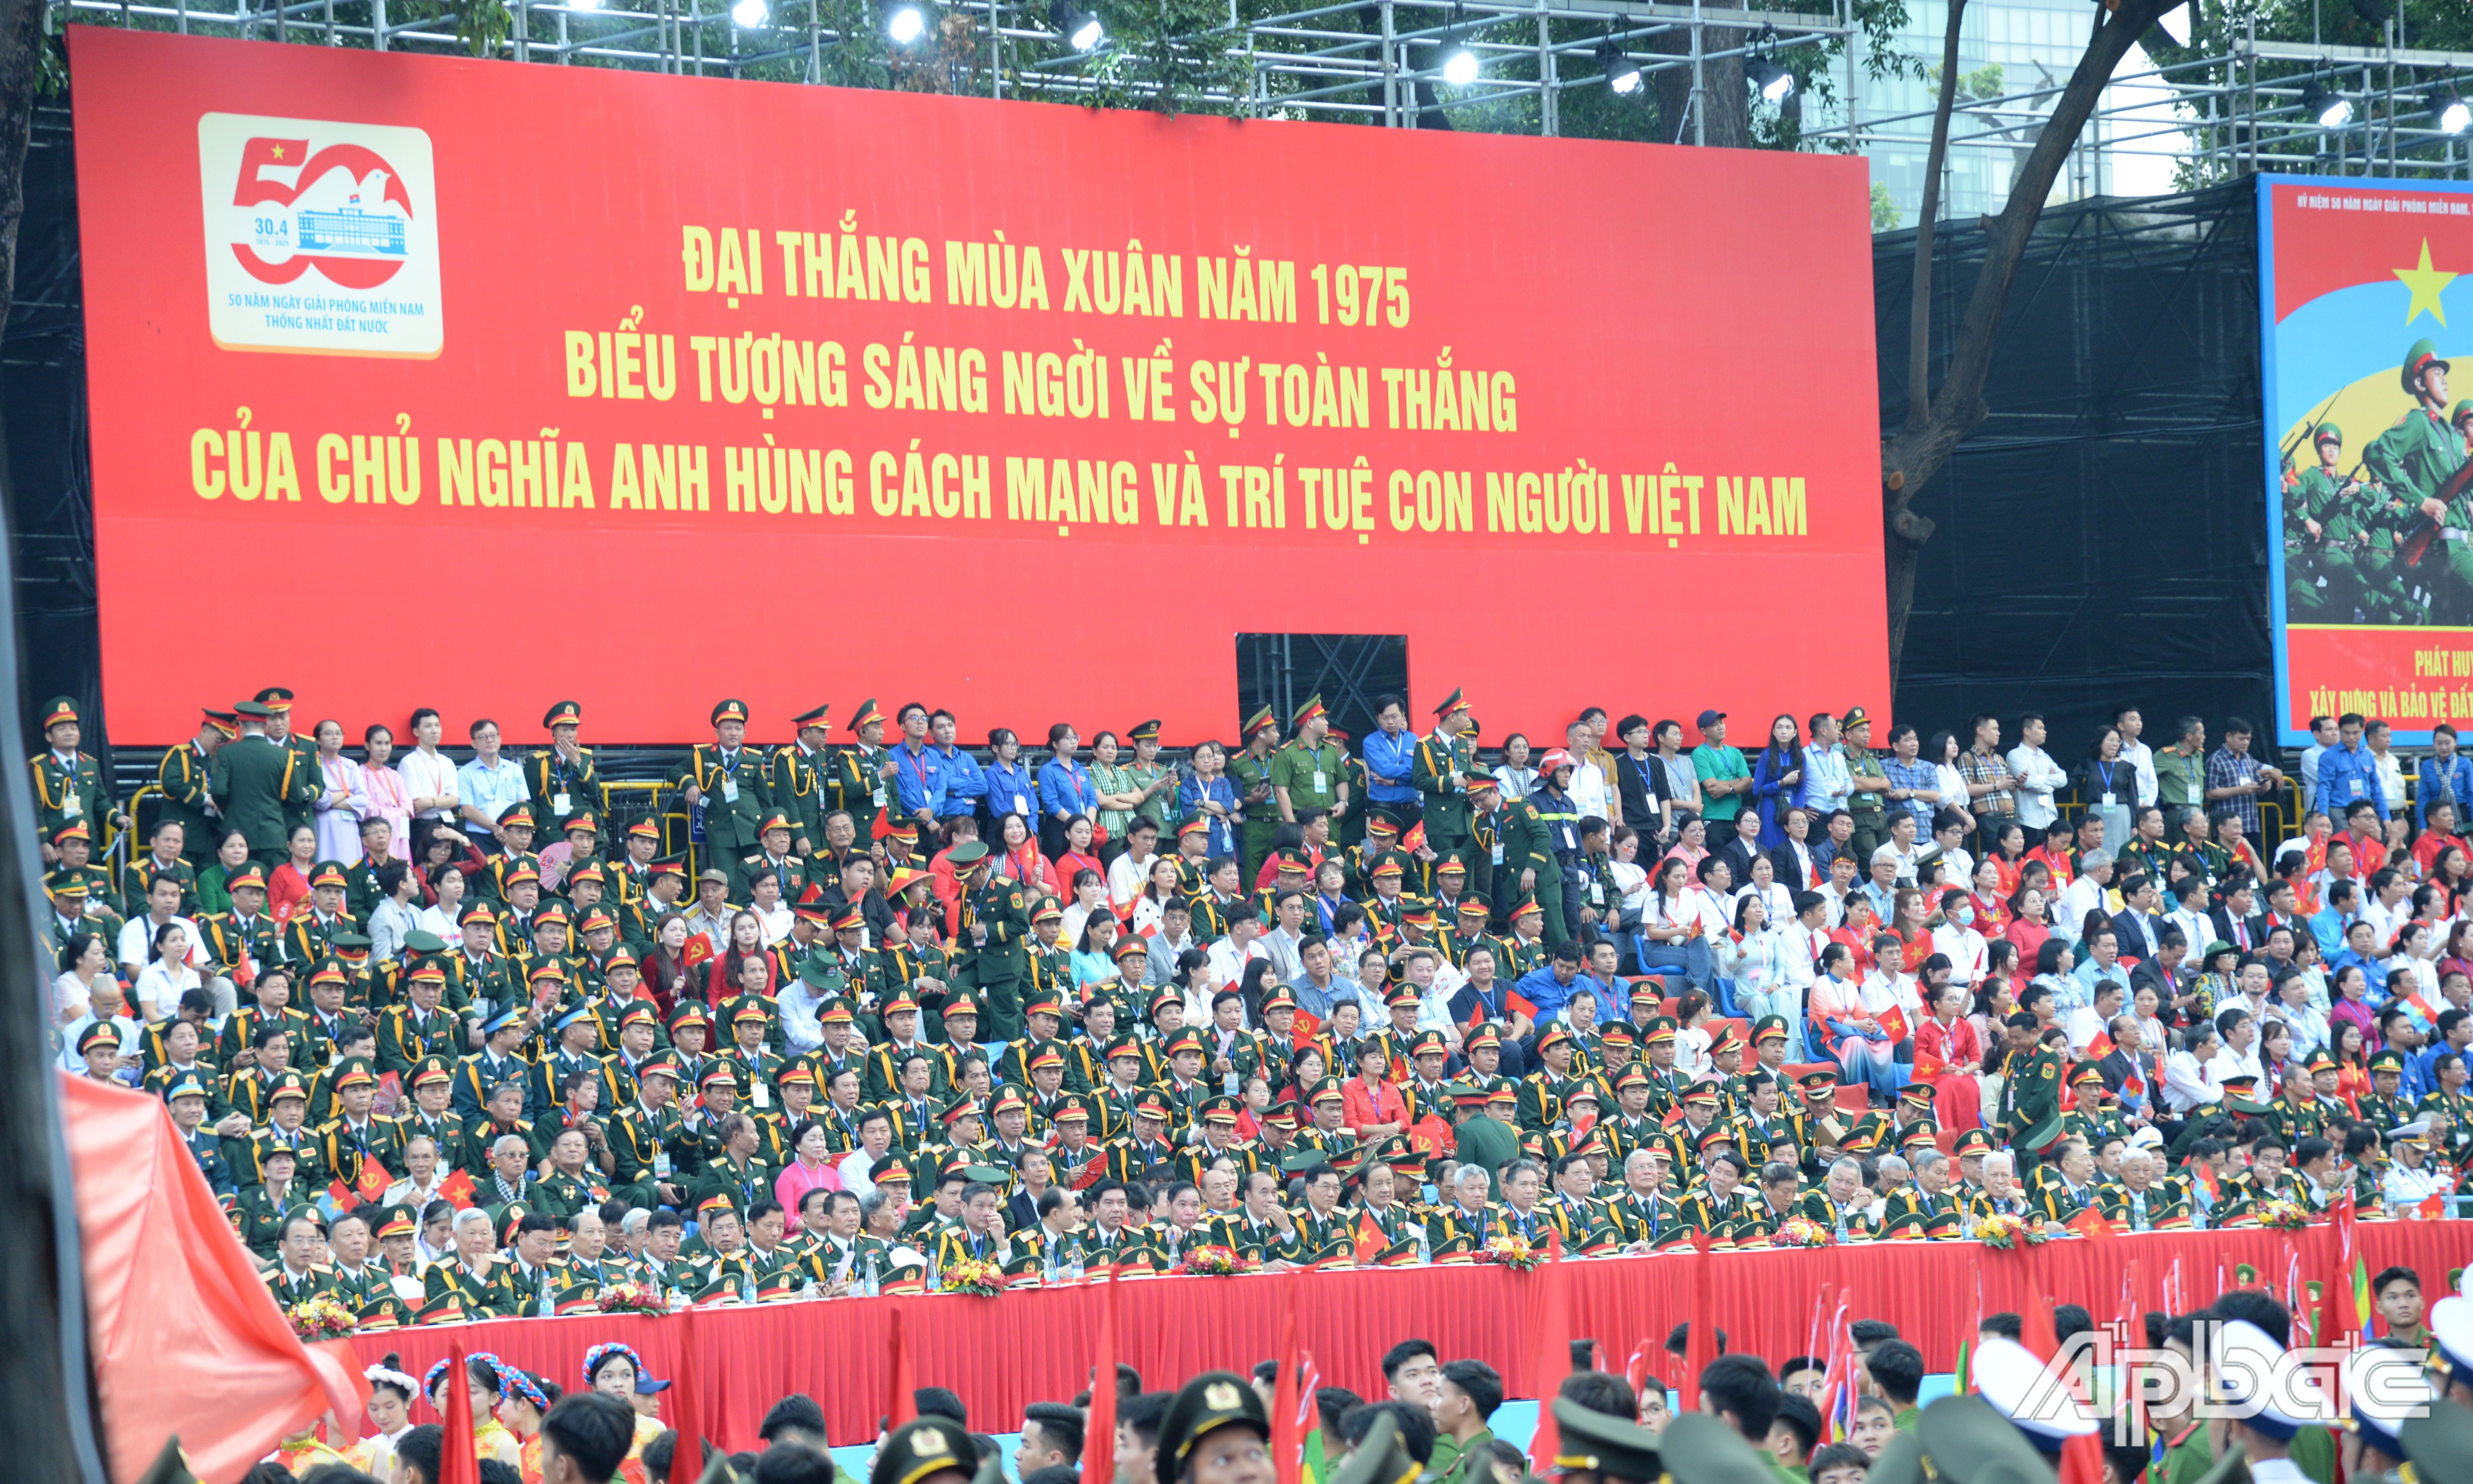 50
30.4
1975 - 2025
50 NĂM NGÀY GIẢI PHÓNG MIỀN NAM
THỐNG NHẤT ĐẤT NƯỚC
ĐẠI THẮNG MÙA XUÂN NĂM 1975
BIỂU TƯỢNG SÁNG NGỜI VỀ SỰ TOÀN THẮNG
CỦA CHỦ NGHĨA ANH HÙNG CÁCH MẠNG VÀ TRÍ TUỆ CON NGƯỜI VIỆT NAM
KỶ NIỆM 50 NĂM NGÀY GIẢI PHÓNG MIỀN NAM,
PHÁT HUY
XÂY DỰNG VÀ BẢO VỆ ĐẤT
Apbac